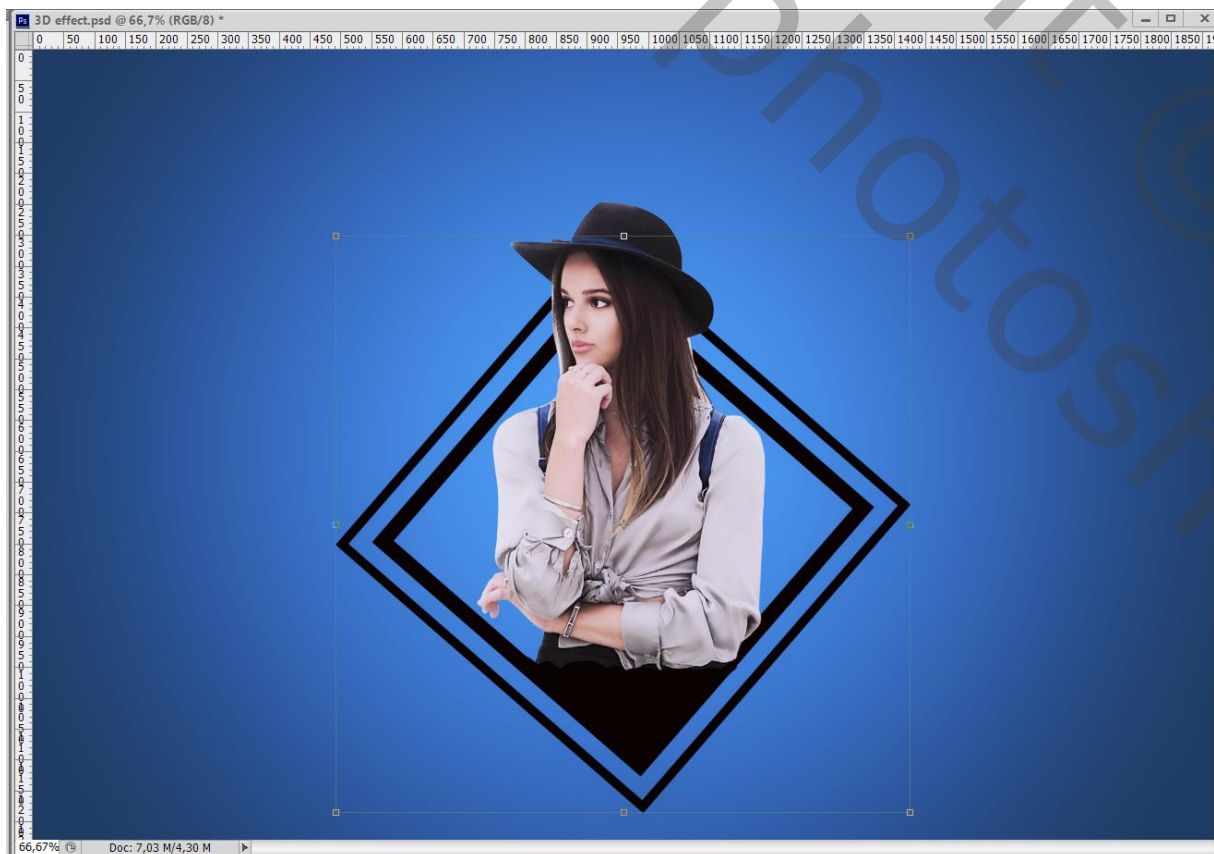 Ps 3D effect.psd @ 66,7% (RGB/8) *
0 50 100 150 200 250 300 350 400 450 500 550 600 650 700 750 800 850 900 950 1000 1050 1100 1150 1200 1250 1300 1350 1400 1450 1500 1550 1600 1650 1700 1750 1800 1850
photosh
©
66,67% Doc: 7,03 M/4,30 M